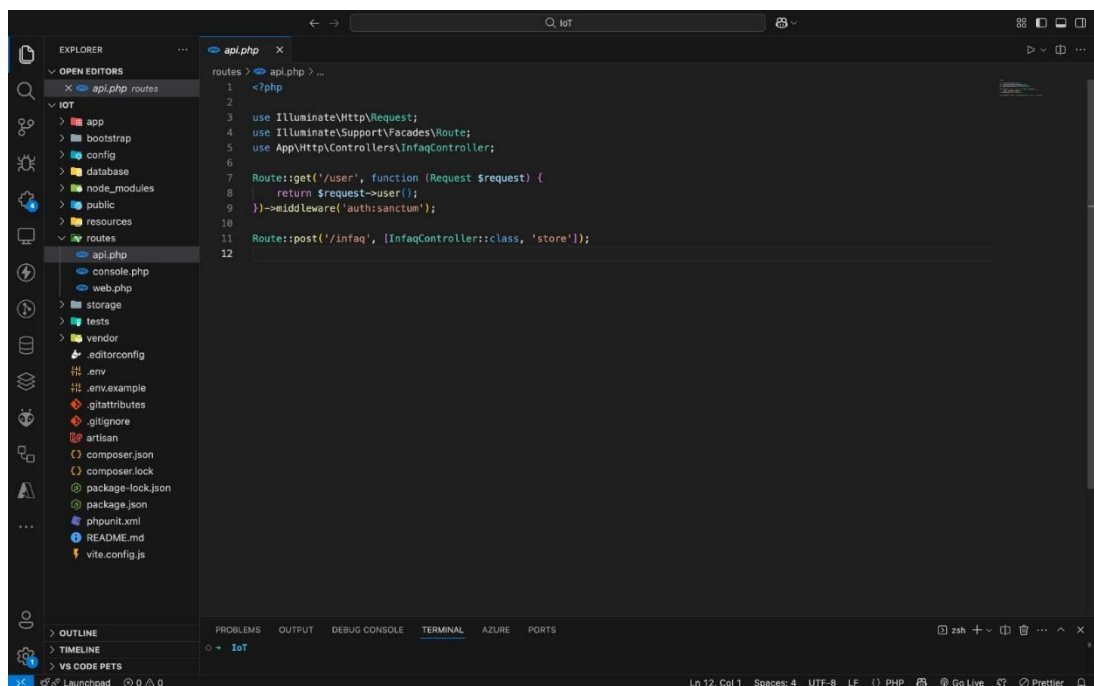 IoT
EXPLORER
OPEN EDITORS
api.php routes
IOT
app
bootstrap
config
database
node_modules
public
resources
routes
api.php
console.php
web.php
storage
tests
vendor
.editorconfig
.env
.env.example
.gitattributes
.gitignore
artisan
composer.json
composer.lock
package-lock.json
package.json
phpunit.xml
README.md
vite.config.js
OUTLINE
TIMELINE
VS CODE PETS
4
1
api.php
routes > api.php > ...
1 <?php
2
3 use Illuminate\Http\Request;
4 use Illuminate\Support\Facades\Route;
5 use App\Http\Controllers\InfaqController;
6
7 Route::get('/user', function (Request $request) {
8 return $request->user();
9 })->middleware('auth:sanctum');
10
11 Route::post('/infaq', [InfaqController::class, 'store']);
12
PROBLEMS OUTPUT DEBUG CONSOLE TERMINAL AZURE PORTS
zsh
IoT
Launchpad 0 0 0
Ln 12, Col 1 Spaces: 4 UTF-8 LF {} PHP Go Live Prettier